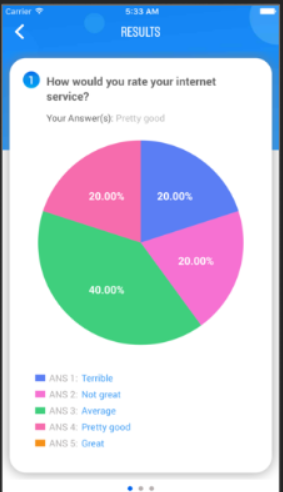 Carrier 5:33 AM
RESULTS
1 How would you rate your internet
service?
Your Answer(s): Pretty good
20.00% 20.00%
20.00%
40.00%
ANS 1: Terrible
ANS 2: Not great
ANS 3: Average
ANS 4: Pretty good
ANS 5: Great